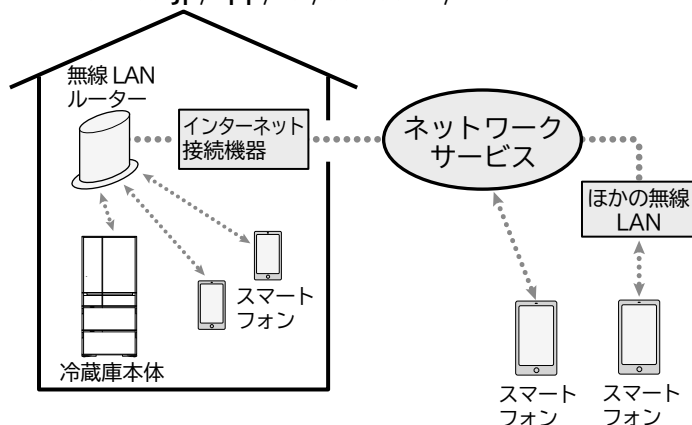 無線 LAN
ルーター
インターネット
接続機器
ネットワーク
サービス
ほかの無線
LAN
スマート
フォン
冷蔵庫本体
スマート
フォン
スマート
フォン